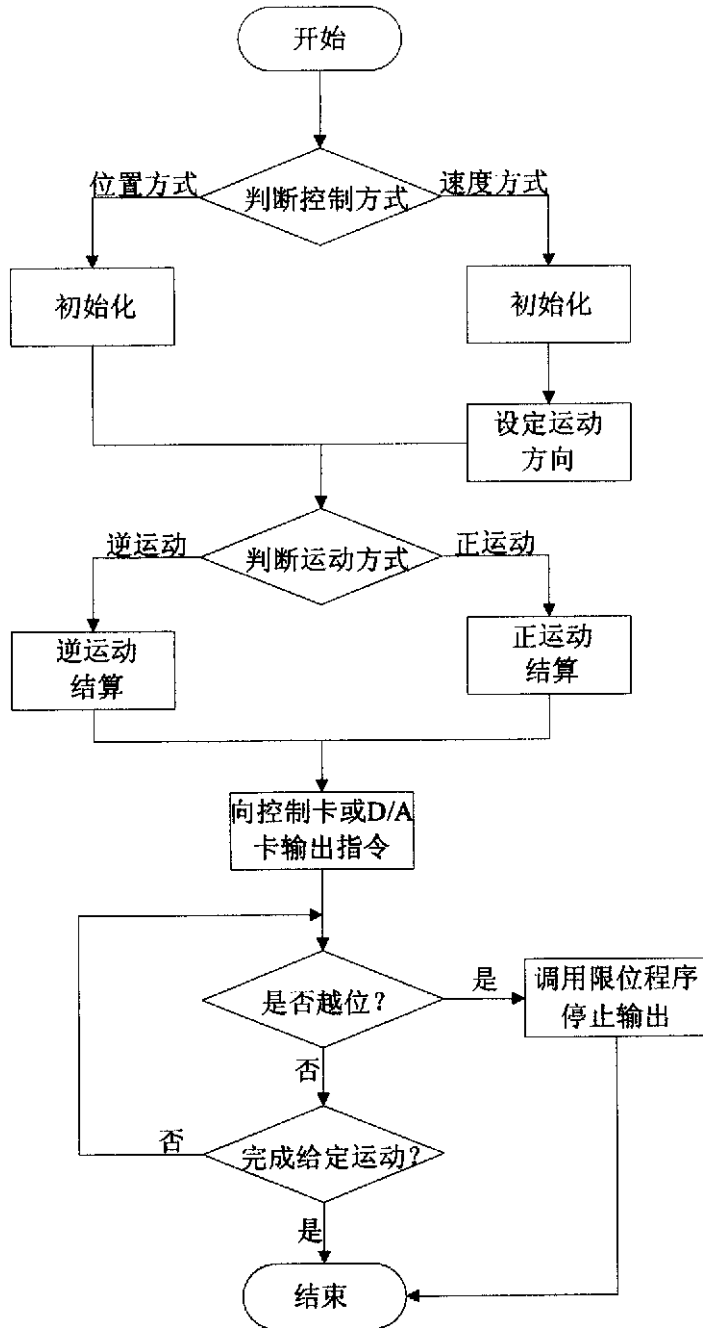 开始
位置方式
判断控制方式
速度方式
初始化
初始化
设定运动
方向
逆运动
判断运动方式
正运动
逆运动
结算
正运动
结算
向控制卡或D/A
卡输出指令
是否越位?
是
调用限位程序
停止输出
否
否
完成给定运动?
是
结束